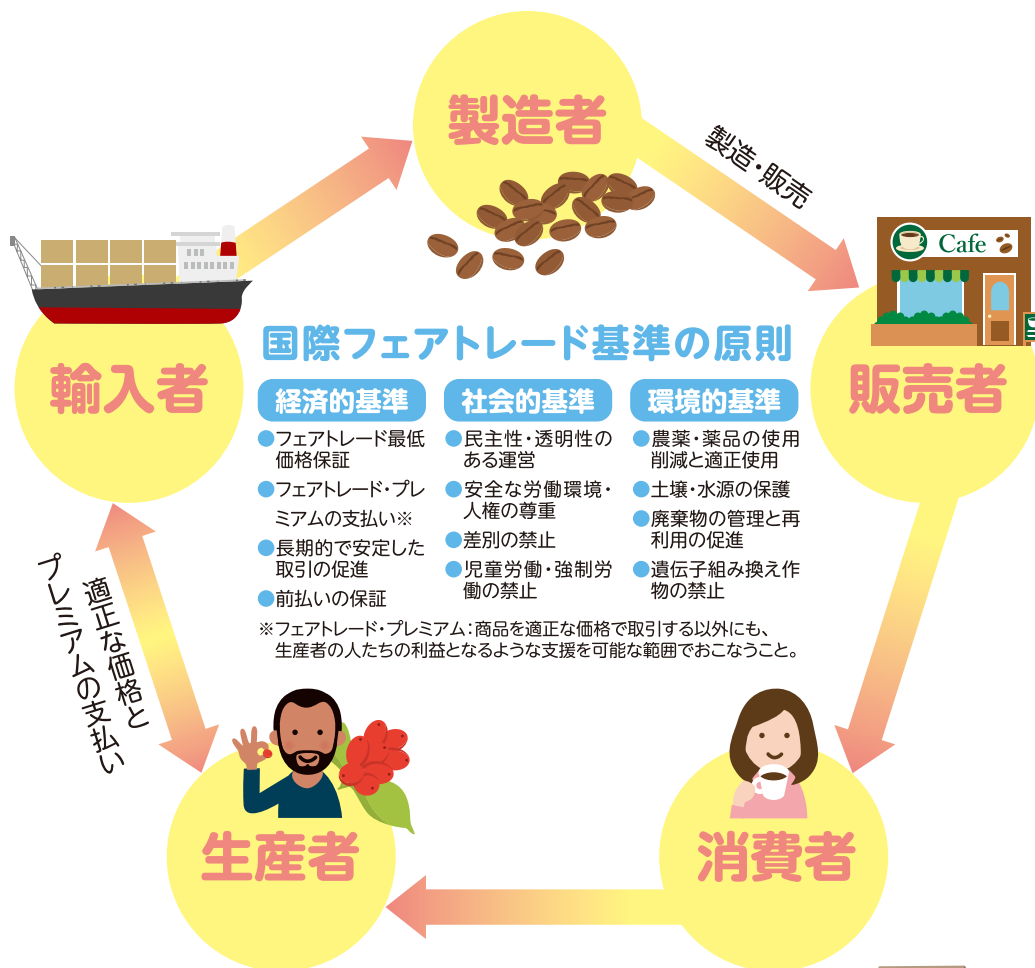 製造者
製造・販売
Cafe
輸入者
販売者
国際フェアトレード基準の原則
経済的基準
●フェアトレード最低
価格保証
●フェアトレード・プレ
ミアムの支払い※
●長期的で安定した
取引の促進
●前払いの保証
社会的基準
●民主性・透明性の
ある運営
●安全な労働環境・
人権の尊重
●差別の禁止
●児童労働・強制労
働の禁止
環境的基準
●農薬・薬品の使用
削減と適正使用
●土壌・水源の保護
●廃棄物の管理と再
利用の促進
●遺伝子組み換え作
物の禁止
※フェアトレード・プレミアム：商品を適正な価格で取引する以外にも、
生産者の人たちの利益となるような支援を可能な範囲でおこなうこと。
適正な価格と
プレミアムの支払い
生産者
消費者